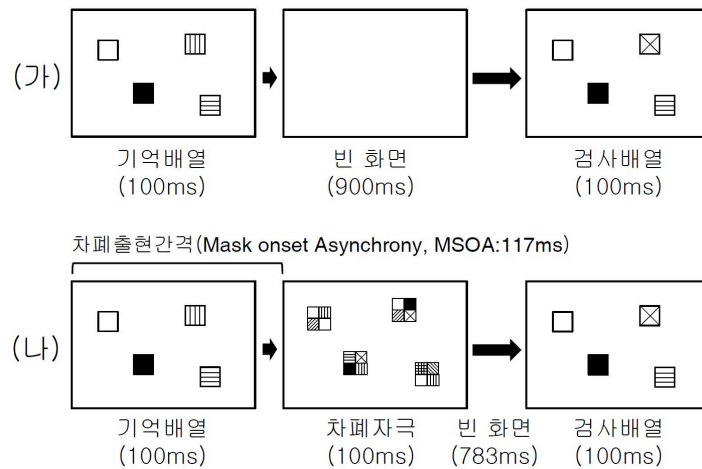 (가)
기억배열 빈 화면 검사배열
(100ms) (900ms) (100ms)
차폐출현간격(Mask onset Asynchrony, MSOA:117ms)
(나)
기억배열 차폐자극 빈 화면 검사배열
(100ms) (100ms) (783ms) (100ms)